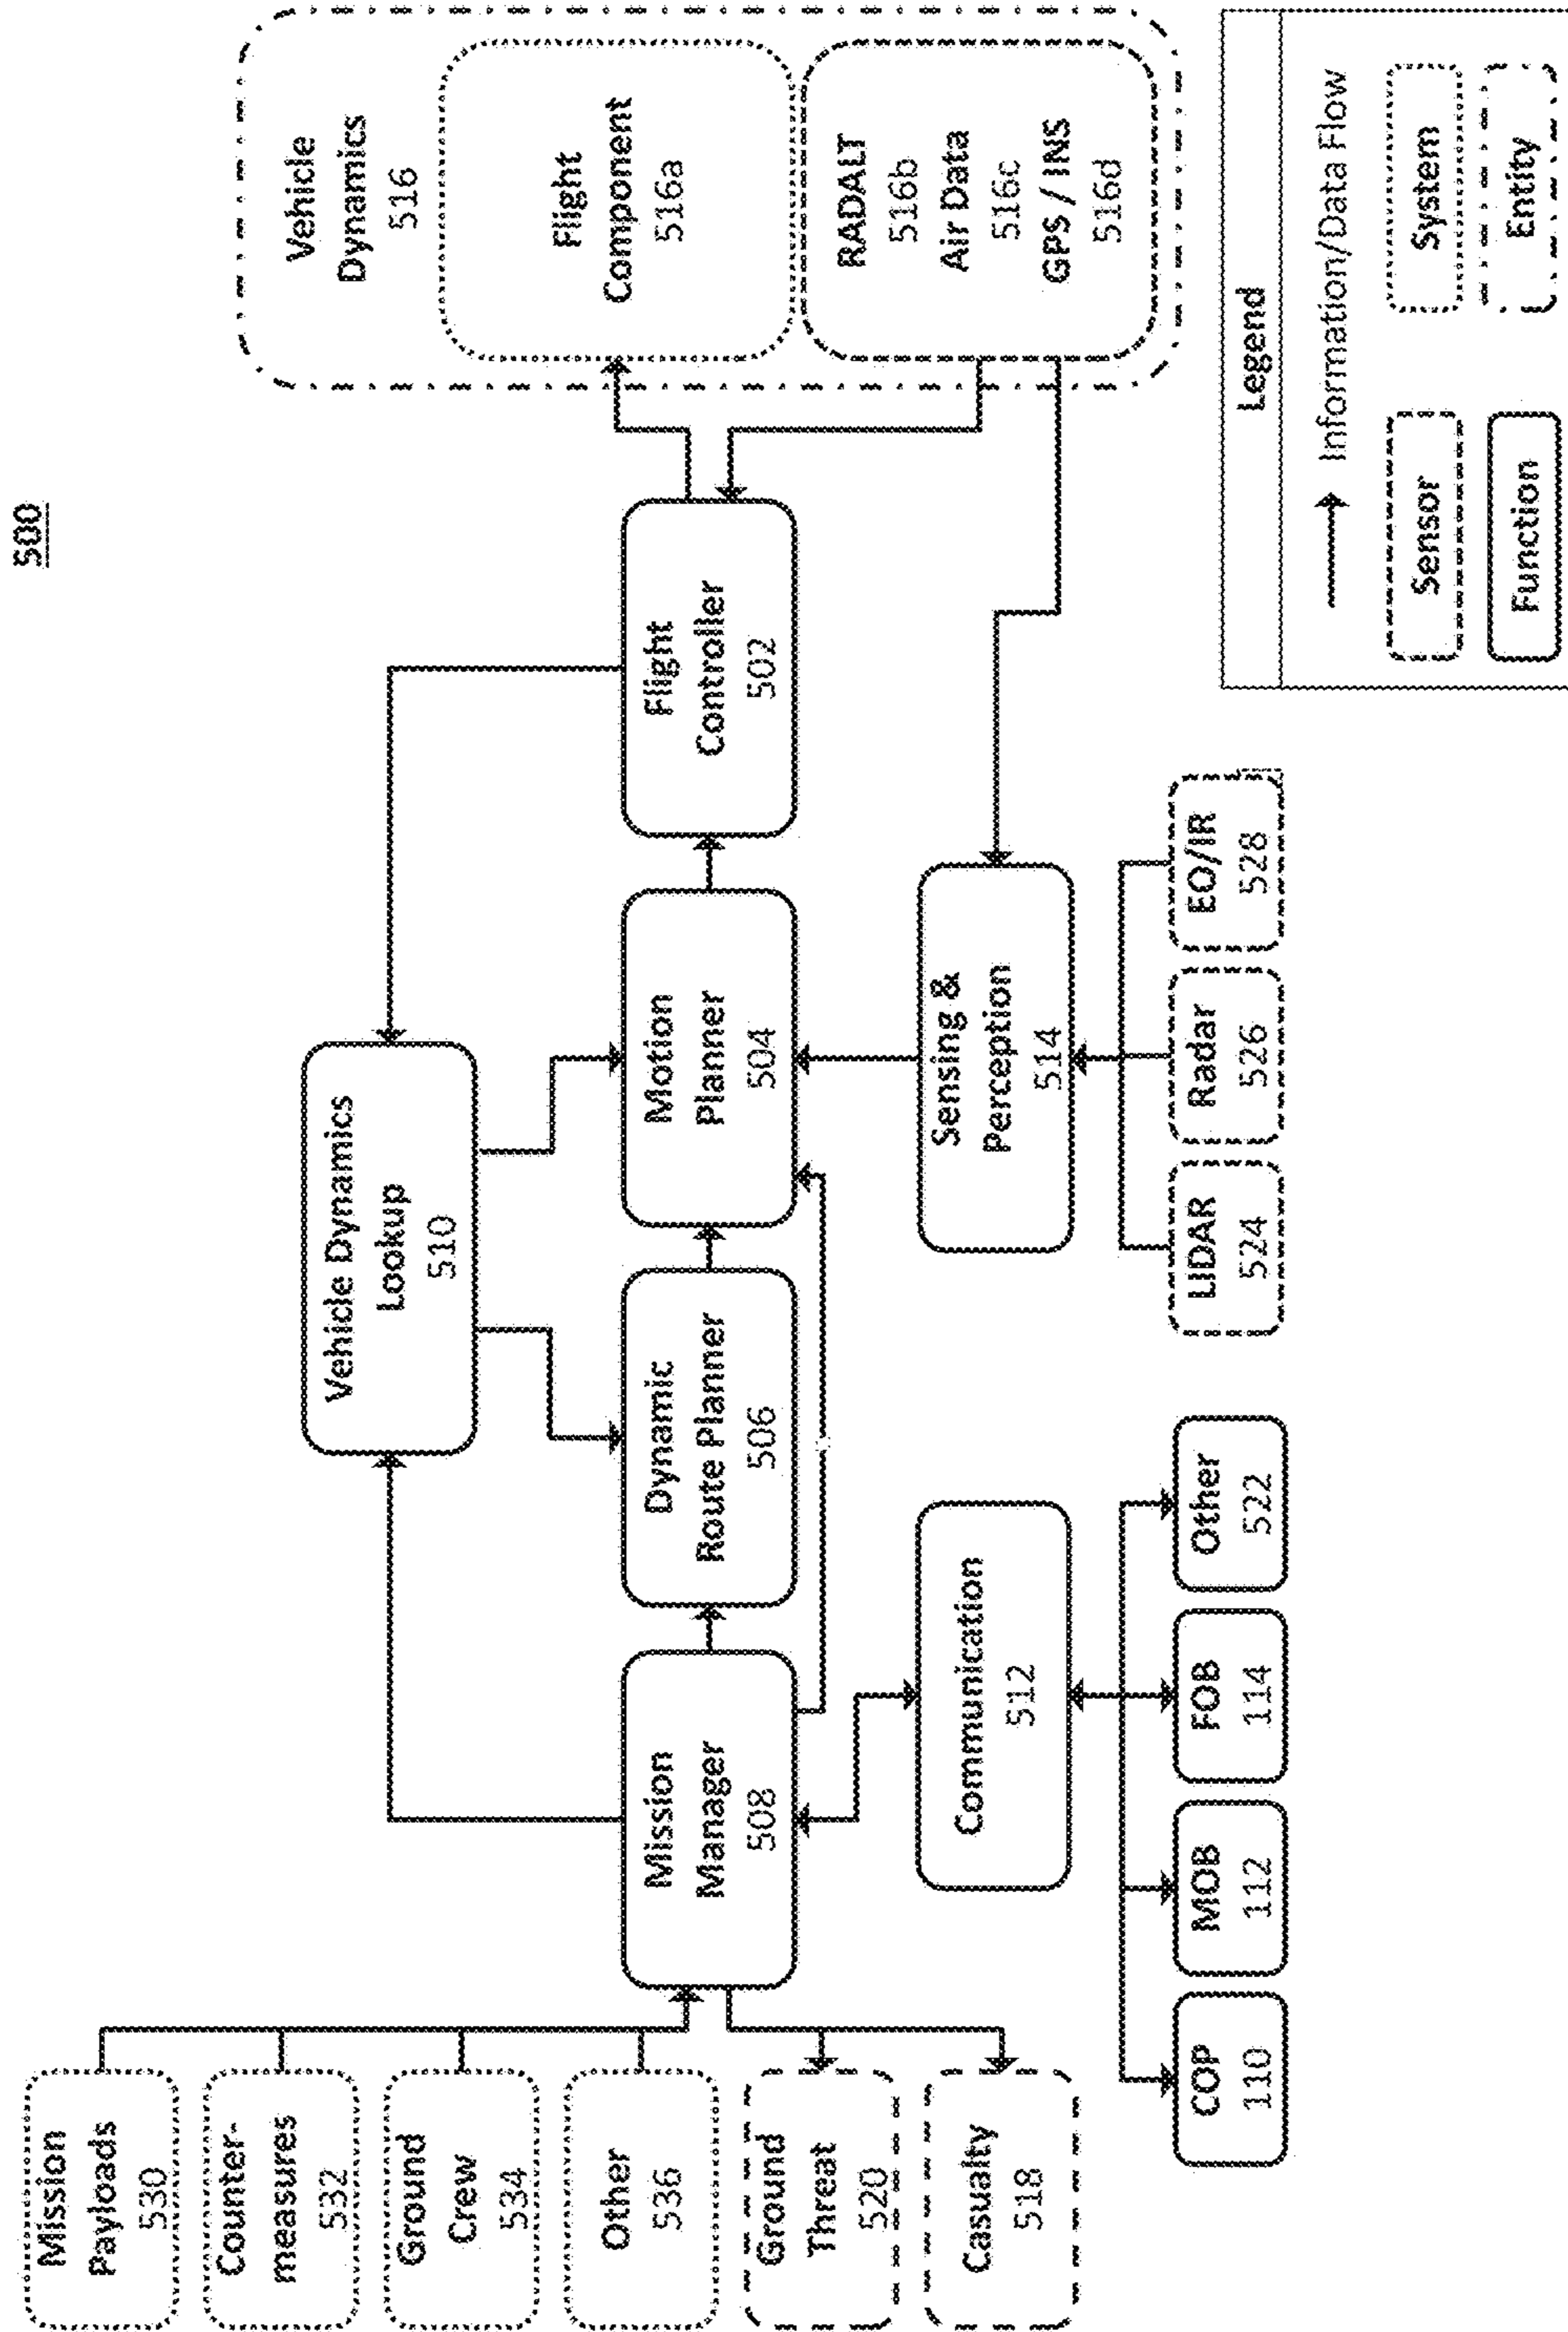 500
Mission
Payloads
530
Counter-
measures
532
Ground
Crew
534
Other
536
Ground
Threat
520
Casualty
518
Mission
Manager
508
Dynamic
Route Planner
506
Motion
Planner
504
Flight
Controller
502
Vehicle Dynamics
Lookup
510
Communication
512
Sensing &
Perception
514
COP
110
MOB
112
FOB
114
Other
522
LIDAR
524
Radar
526
EO/IR
528
Vehicle
Dynamics
516
Flight
Component
516a
RADALT
516b
Air Data
516c
GPS / INS
516d
Legend
Information/Data Flow
Sensor
System
Function
Entity